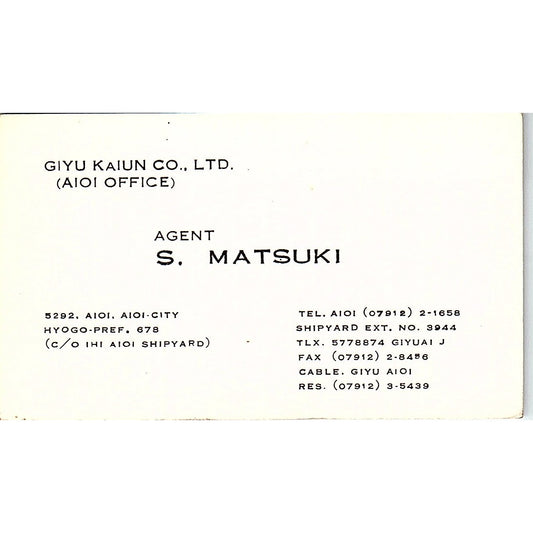 GIYU KAIUN CO., LTD.
(AIOI OFFICE)
AGENT
S. MATSUKI
5292, AIOI, AIOI-CITY
HYOGO-PREF. 678
(C/O IHI AIOI SHIPYARD)
TEL. AIOI (07912) 2-1658
SHIPYARD EXT. NO. 3944
TLX. 5778874 GIYUAI J
FAX (07912) 2-8486
CABLE. GIYU AIOI
RES. (07912) 3-5439